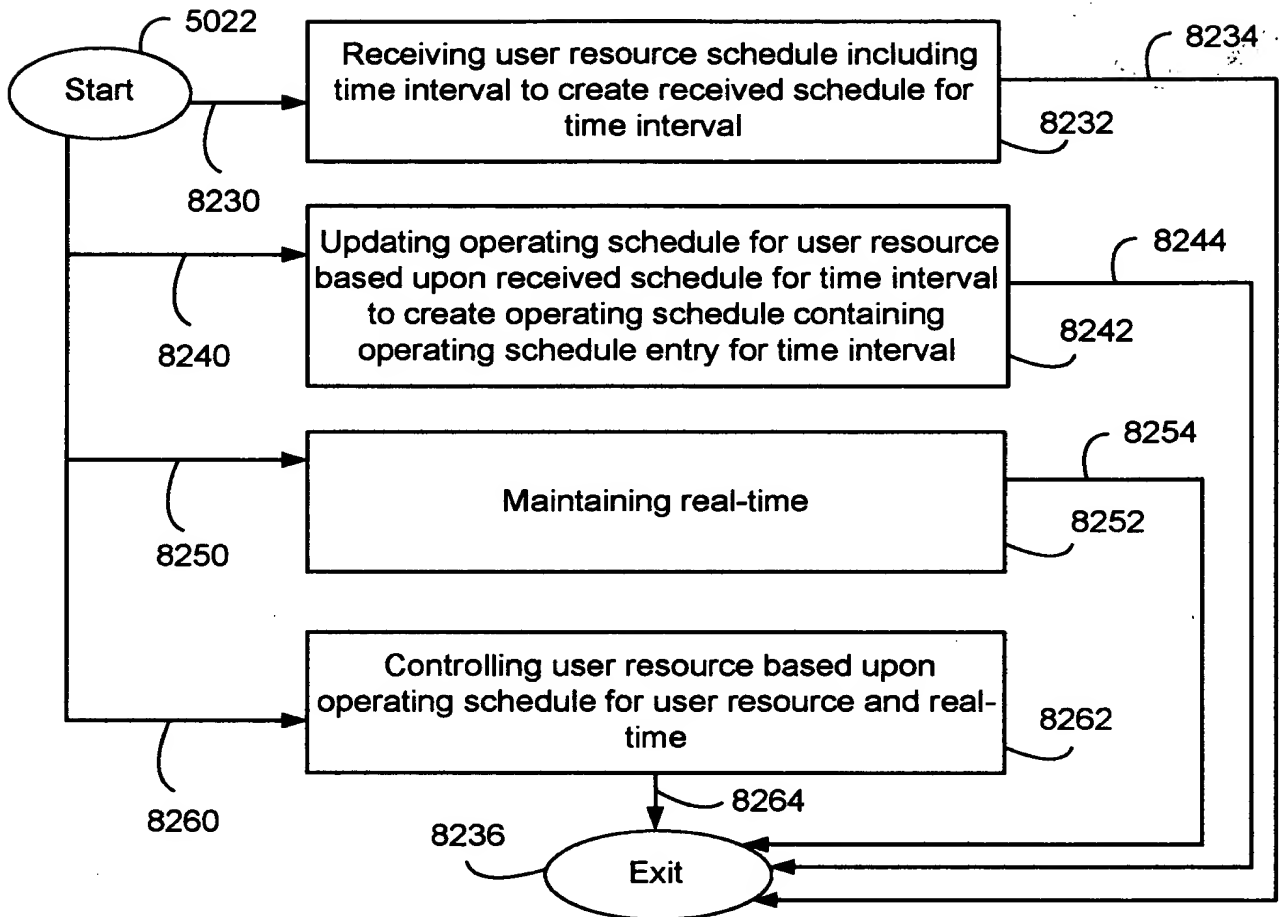 5022
Start
8230
Receiving user resource schedule including
time interval to create received schedule for
time interval
8234
8232
8240
Updating operating schedule for user resource
based upon received schedule for time interval
to create operating schedule containing
operating schedule entry for time interval
8244
8242
8250
Maintaining real-time
8254
8252
8260
Controlling user resource based upon
operating schedule for user resource and real-
time
8262
8264
8236
Exit